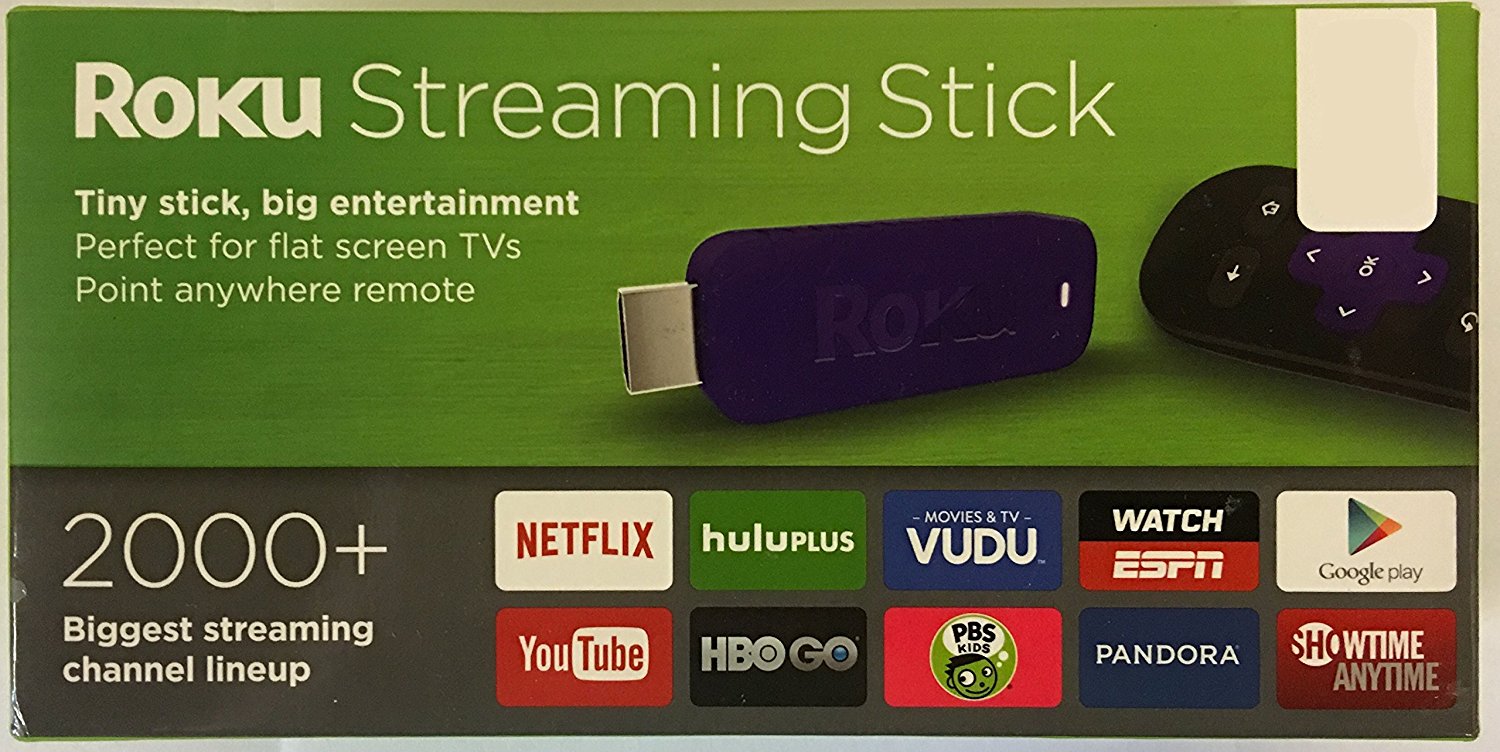 ROKU Streaming Stick
Tiny stick, big entertainment
Perfect for flat screen TVs
Point anywhere remote
ROKU
OK
2000+
Biggest streaming
channel lineup
NETFLIX
huluPLUS
– MOVIES & TV –
VUDU™
WATCH
ESPN
Google play
YouTube
HBO GO®
PBS
KIDS
PANDORA®
SHOWTIME
ANYTIME